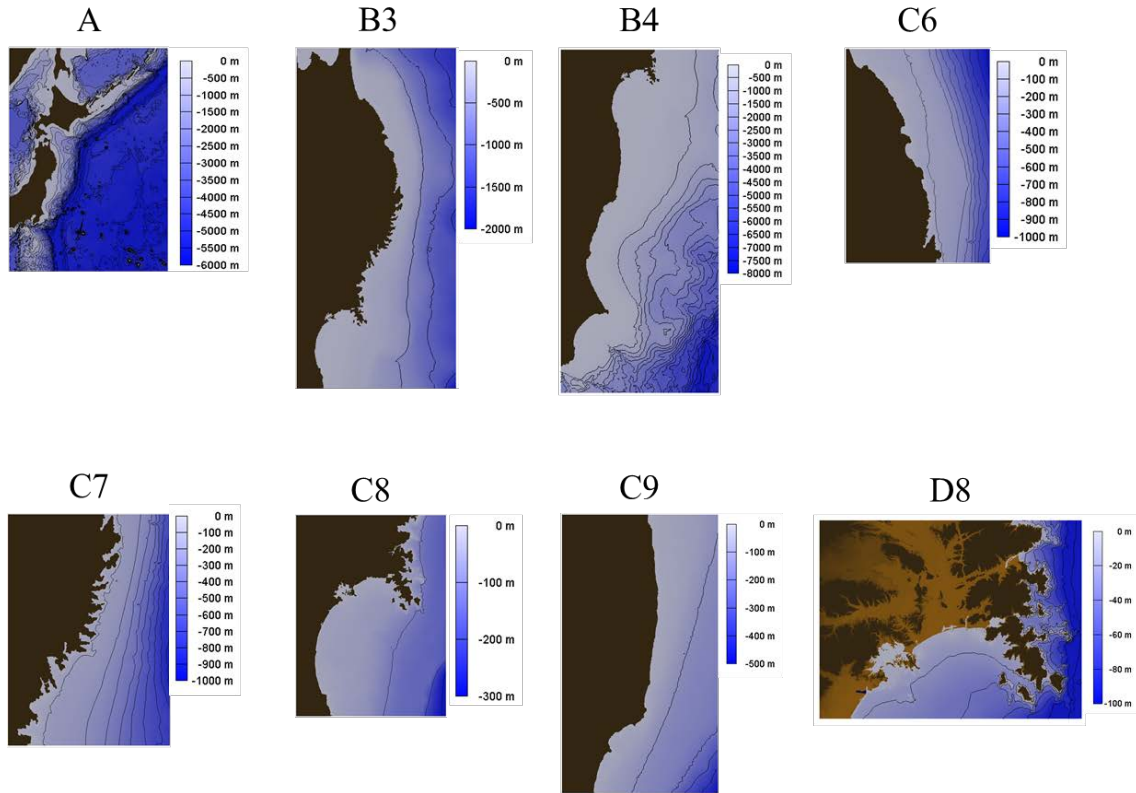 A
0 m
-500 m
-1000 m
-1500 m
-2000 m
-2500 m
-3000 m
-3500 m
-4000 m
-4500 m
-5000 m
-5500 m
-6000 m
B3
0 m
-500 m
-1000 m
-1500 m
-2000 m
B4
0 m
-500 m
-1000 m
-1500 m
-2000 m
-2500 m
-3000 m
-3500 m
-4000 m
-4500 m
-5000 m
-5500 m
-6000 m
-6500 m
-7000 m
-7500 m
-8000 m
C6
0 m
-100 m
-200 m
-300 m
-400 m
-500 m
-600 m
-700 m
-800 m
-900 m
-1000 m
C7
0 m
-100 m
-200 m
-300 m
-400 m
-500 m
-600 m
-700 m
-800 m
-900 m
-1000 m
C8
0 m
-100 m
-200 m
-300 m
C9
0 m
-100 m
-200 m
-300 m
-400 m
-500 m
D8
0 m
-20 m
-40 m
-60 m
-80 m
-100 m